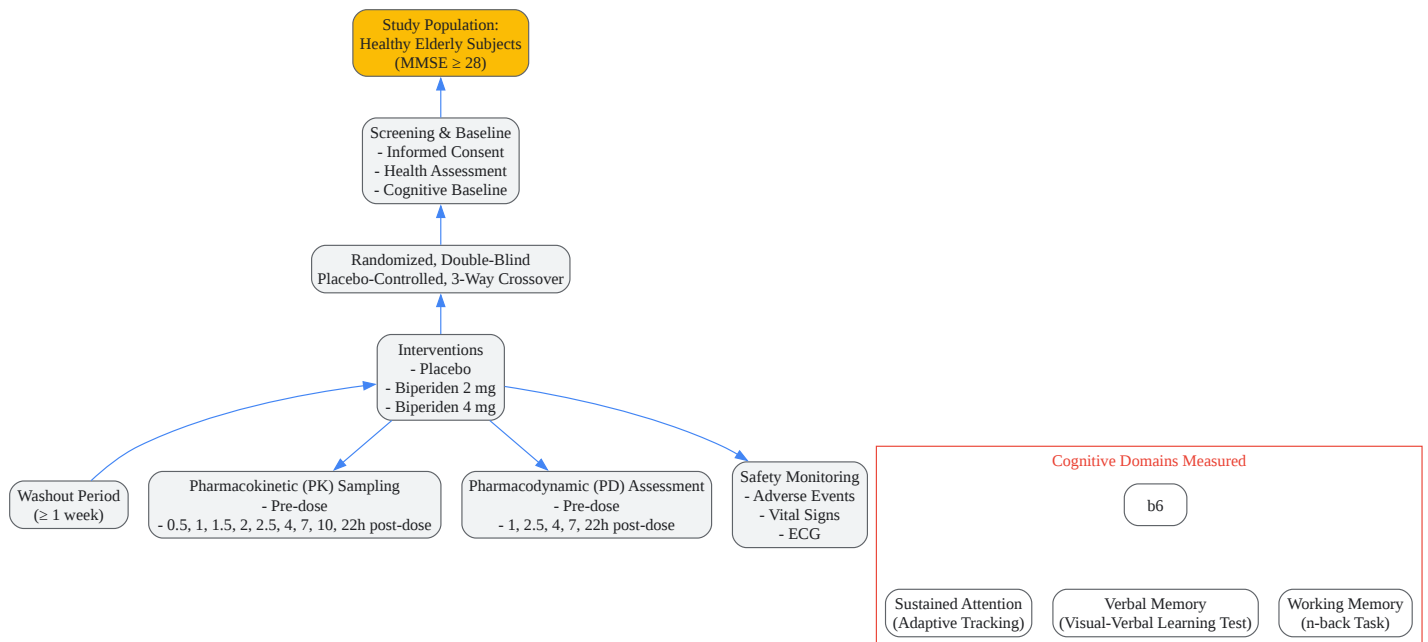 Study Population:
Healthy Elderly Subjects
(MMSE ≥ 28)
Screening & Baseline
- Informed Consent
- Health Assessment
- Cognitive Baseline
Randomized, Double-Blind
Placebo-Controlled, 3-Way Crossover
Interventions
- Placebo
- Biperiden 2 mg
- Biperiden 4 mg
Washout Period
(≥ 1 week)
Pharmacokinetic (PK) Sampling
- Pre-dose
- 0.5, 1, 1.5, 2, 2.5, 4, 7, 10, 22h post-dose
Pharmacodynamic (PD) Assessment
- Pre-dose
- 1, 2.5, 4, 7, 22h post-dose
Safety Monitoring
- Adverse Events
- Vital Signs
- ECG
Cognitive Domains Measured
b6
Sustained Attention
(Adaptive Tracking)
Verbal Memory
(Visual-Verbal Learning Test)
Working Memory
(n-back Task)